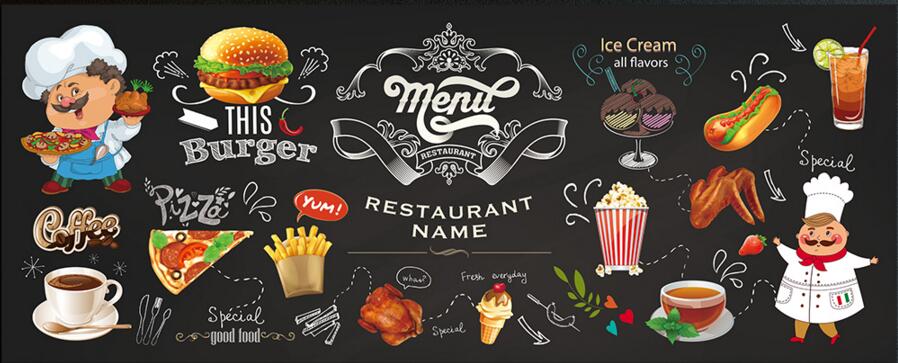 THIS
Burger
Menu
RESTAURANT
RESTAURANT
NAME
Ice Cream
all flavors
Special
Coffee
Pizza!
YUM!
Special
good food
what?
Special
Fresh everyday